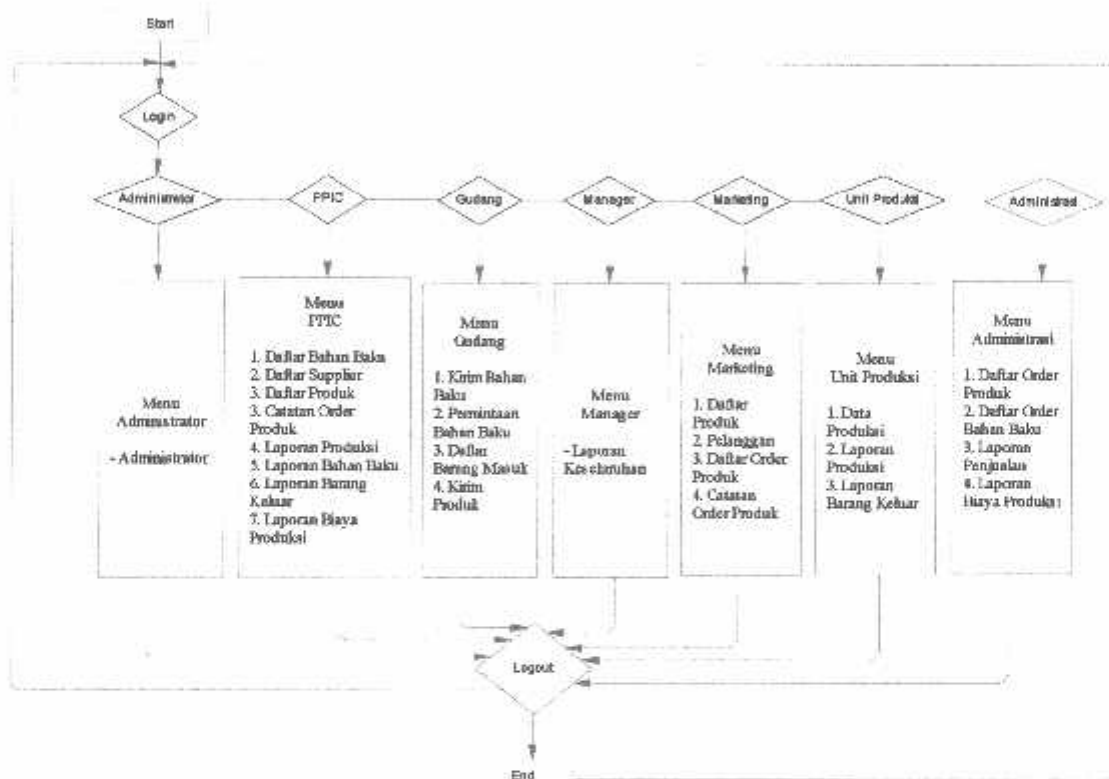 Start
Login
Administrator
PPIC
Gudang
Manager
Marketing
Unit Produksi
Administrasi
Menu
Administrator
- Administrator
Menu
PPIC
1. Daftar Bahan Baku
2. Daftar Supplier
3. Daftar Produk
3. Catatan Order
Produk
4. Laporan Produksi
5. Laporan Bahan Baku
6. Laporan Barang
Keluar
7. Laporan Biaya
Produksi
Menu
Gudang
1. Kirim Bahan
Baku
2. Permintaan
Bahan Baku
3. Daftar
Barang Masuk
4. Kirim
Produk
Menu
Manager
- Laporan
Keseluruhan
Menu
Marketing
1. Daftar
Produk
2. Pelanggan
3. Daftar Order
Produk
4. Catatan
Order Produk
Menu
Unit Produksi
1. Data
Produksi
2. Laporan
Produksi
3. Laporan
Barang Keluar
Menu
Administrasi
1. Daftar Order
Produk
2. Daftar Order
Bahan Baku
3. Laporan
Penjualan
4. Laporan
Biaya Produksi
Logout
End